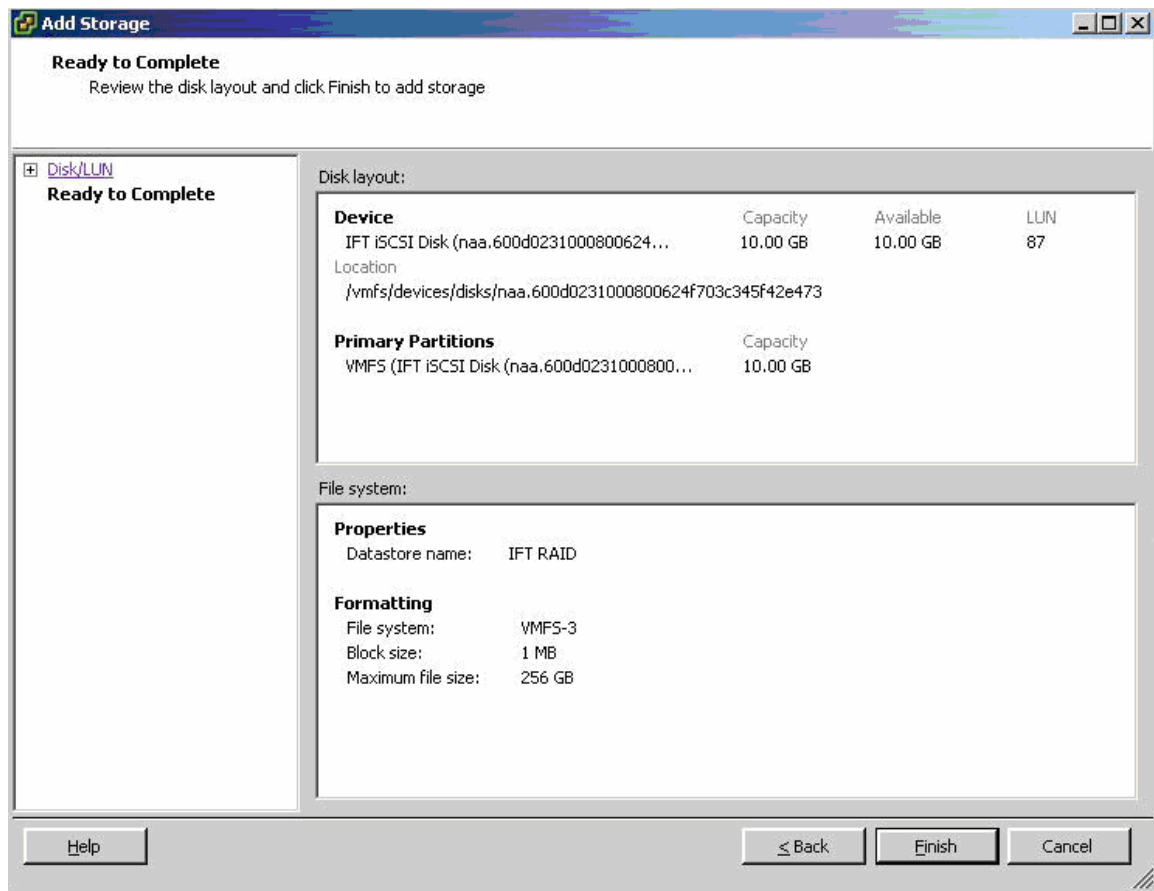 Add Storage
Ready to Complete
Review the disk layout and click Finish to add storage
Disk/LUN
Ready to Complete
Disk layout:
Device Capacity Available LUN
IFT iSCSI Disk (naa.600d0231000800624... 10.00 GB 10.00 GB 87
Location
/vmfs/devices/disks/naa.600d0231000800624f703c345f42e473
Primary Partitions Capacity
VMFS (IFT iSCSI Disk (naa.600d0231000800... 10.00 GB
File system:
Properties
Datastore name: IFT RAID
Formatting
File system: VMFS-3
Block size: 1 MB
Maximum file size: 256 GB
Help < Back Finish Cancel